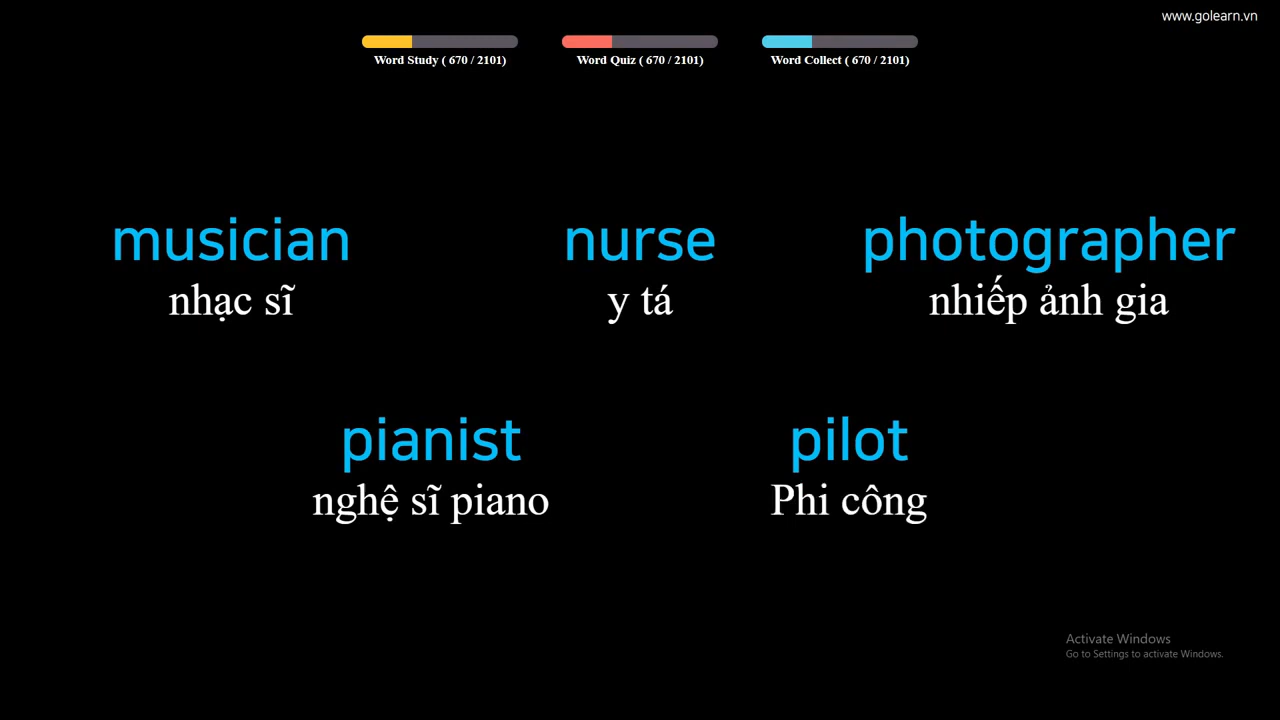 www.golearn.vn
Word Study ( 670 / 2101)
Word Quiz ( 670 / 2101)
Word Collect ( 670 / 2101)
musician
nhạc sĩ
nurse
y tá
photographer
nhiếp ảnh gia
pianist
nghệ sĩ piano
pilot
Phi công
Activate Windows
Go to Settings to activate Windows.